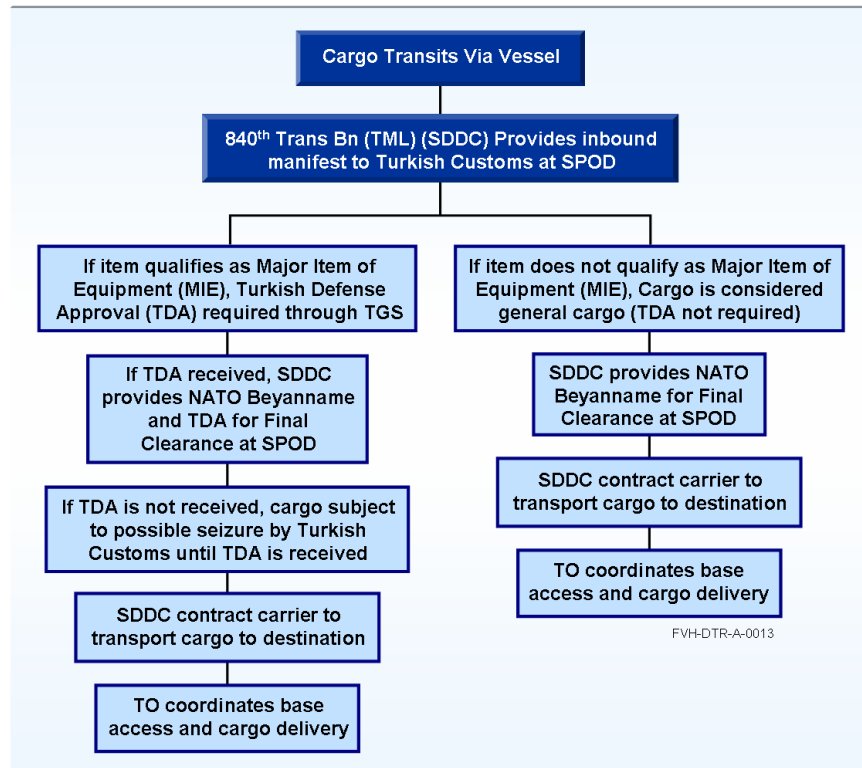 Cargo Transits Via Vessel
840th Trans Bn (TML) (SDDC) Provides inbound
manifest to Turkish Customs at SPOD
If item qualifies as Major Item of
Equipment (MIE), Turkish Defense
Approval (TDA) required through TGS
If TDA received, SDDC
provides NATO Beyanname
and TDA for Final
Clearance at SPOD
If TDA is not received, cargo subject
to possible seizure by Turkish
Customs until TDA is received
SDDC contract carrier to
transport cargo to destination
TO coordinates base
access and cargo delivery
If item does not qualify as Major Item of
Equipment (MIE), Cargo is considered
general cargo (TDA not required)
SDDC provides NATO
Beyanname for Final
Clearance at SPOD
SDDC contract carrier to
transport cargo to destination
TO coordinates base
access and cargo delivery
FVH-DTR-A-0013